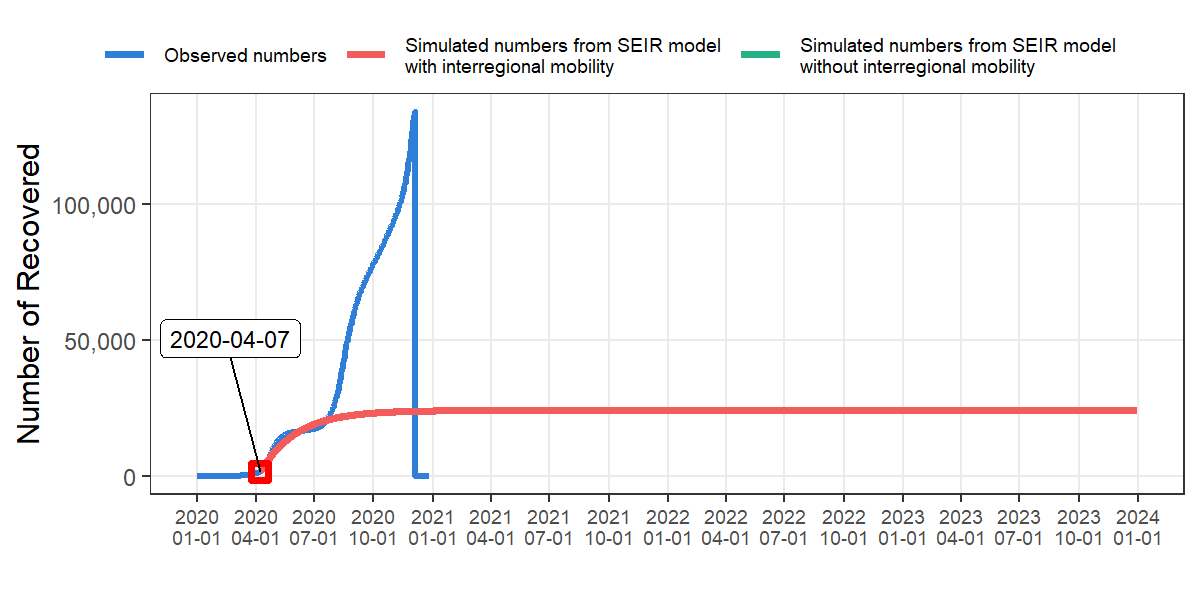 Observed numbers
Simulated numbers from SEIR model
with interregional mobility
Simulated numbers from SEIR model
without interregional mobility
Number of Recovered
100,000
50,000
0
2020-04-07
2020 2020 2020 2020 2021 2021 2021 2021 2022 2022 2022 2022 2023 2023 2023 2023 2024
01-01 04-01 07-01 10-01 01-01 04-01 07-01 10-01 01-01 04-01 07-01 10-01 01-01 04-01 07-01 10-01 01-01